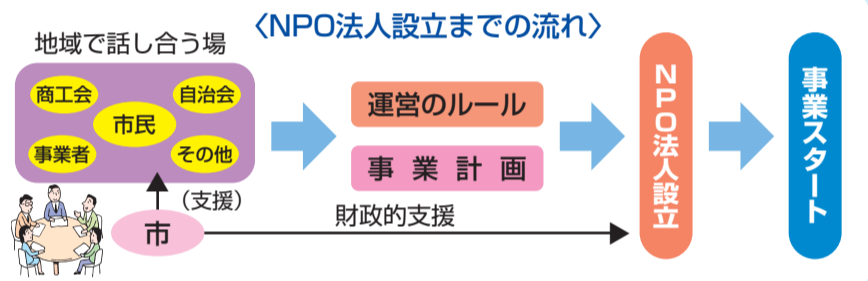 〈NPO法人設立までの流れ〉
地域で話し合う場
商工会
自治会
市民
事業者
その他
(支援)
市
運営のルール
事業計画
財政的支援
NPO法人設立
事業スタート